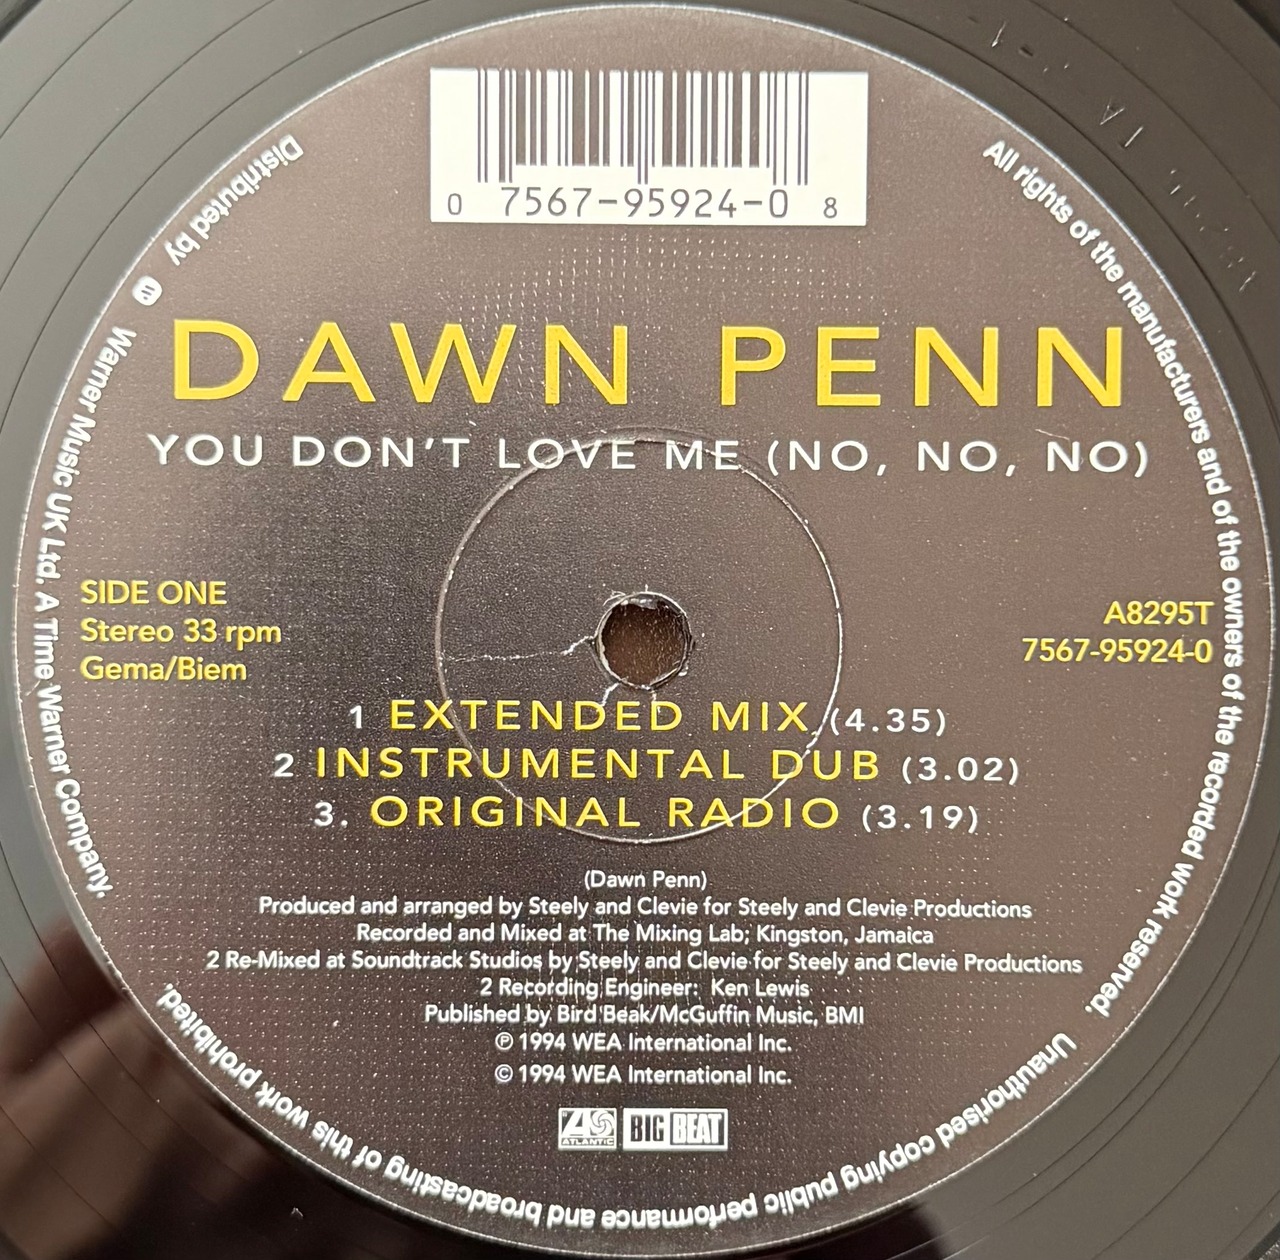 0 7567-95924-0 8
DAWN PENN
YOU DON'T LOVE ME (NO, NO, NO)
SIDE ONE
Stereo 33 rpm
Gema/Biem
A8295T
7567-95924-0
1 EXTENDED MIX (4.35)
2 INSTRUMENTAL DUB (3.02)
3. ORIGINAL RADIO (3.19)
(Dawn Penn)
Produced and arranged by Steely and Clevie for Steely and Clevie Productions
Recorded and Mixed at The Mixing Lab; Kingston, Jamaica
2 Re-Mixed at Soundtrack Studios by Steely and Clevie for Steely and Clevie Productions
2 Recording Engineer: Ken Lewis
Published by Bird Beak/McGuffin Music, BMI
℗ 1994 WEA International Inc.
© 1994 WEA International Inc.
ATLANTIC BIG BEAT
All rights of the manufacturers and of the owners of the recorded work reserved. Unauthorised copying public performance and broadcasting of this work prohibited.
Distributed by Warner Music UK Ltd. A Time Warner Company.